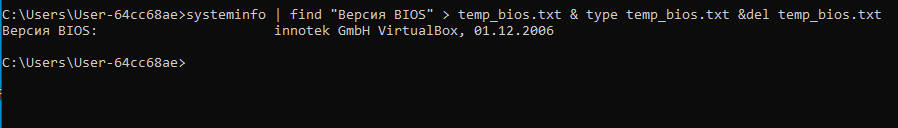 C:\Users\User-64cc68ae>systeminfo | find "Версия BIOS" > temp_bios.txt & type temp_bios.txt &del temp_bios.txt
Версия BIOS:                      innotek GmbH VirtualBox, 01.12.2006
C:\Users\User-64cc68ae>